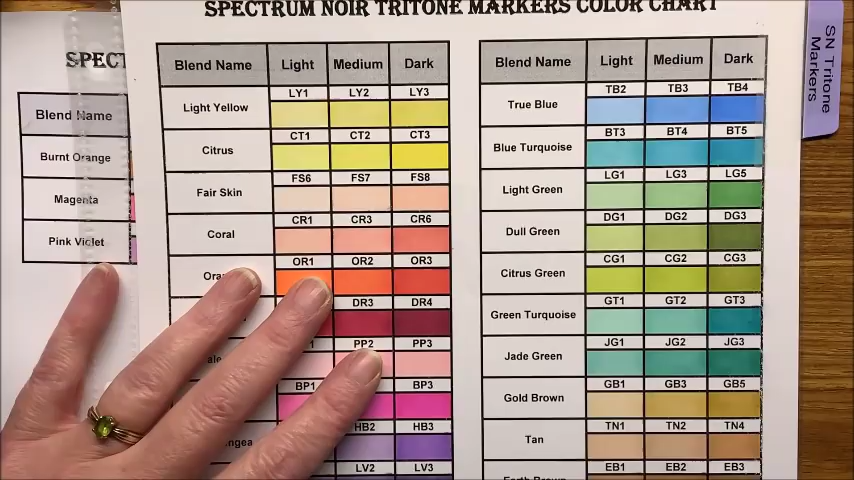 SPECTRUM NOIR TRITONE MARKERS COLOR CHART
SN Tritone
Markers
SPECT
Blend Name
Burnt Orange
Magenta
Pink Violet
Blend Name Light Medium Dark
LY1 LY2 LY3
Light Yellow
CT1 CT2 CT3
Citrus
FS6 FS7 FS8
Fair Skin
CR1 CR3 CR6
Coral
OR1 OR2 OR3
DR3 DR4
PP2 PP3
BP1 BP3
HB2 HB3
LV2 LV3
Blend Name Light Medium Dark
TB2 TB3 TB4
True Blue
BT3 BT4 BT5
Blue Turquoise
LG1 LG3 LG5
Light Green
DG1 DG2 DG3
Dull Green
CG1 CG2 CG3
Citrus Green
GT1 GT2 GT3
Green Turquoise
JG1 JG2 JG3
Jade Green
GB1 GB3 GB5
Gold Brown
TN1 TN2 TN4
Tan
EB1 EB2 EB3
Earth Brown